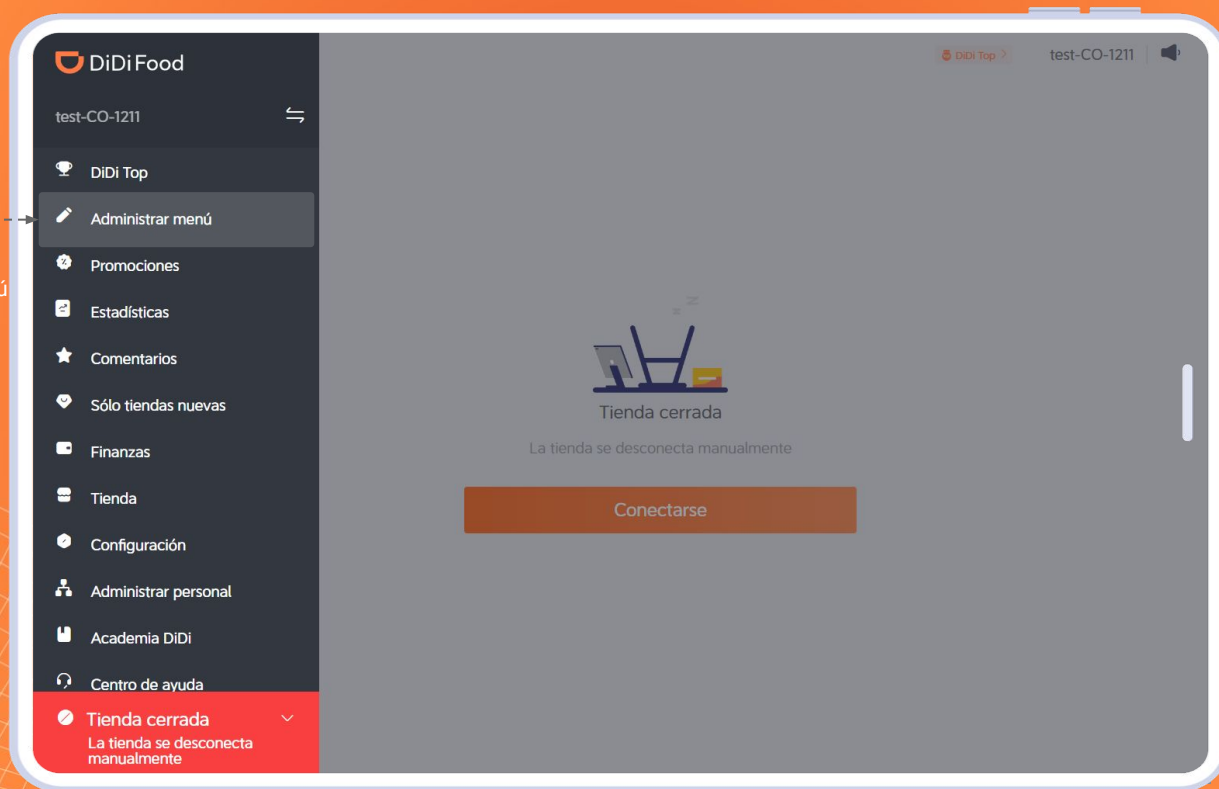 DiDi Food
test-CO-1211
DiDi Top
Administrar menú
Promociones
Estadísticas
Comentarios
Sólo tiendas nuevas
Finanzas
Tienda
Configuración
Administrar personal
Academia DiDi
Centro de ayuda
Tienda cerrada
La tienda se desconecta
manualmente
DiDi Top >
test-CO-1211
Tienda cerrada
La tienda se desconecta manualmente
Conectarse